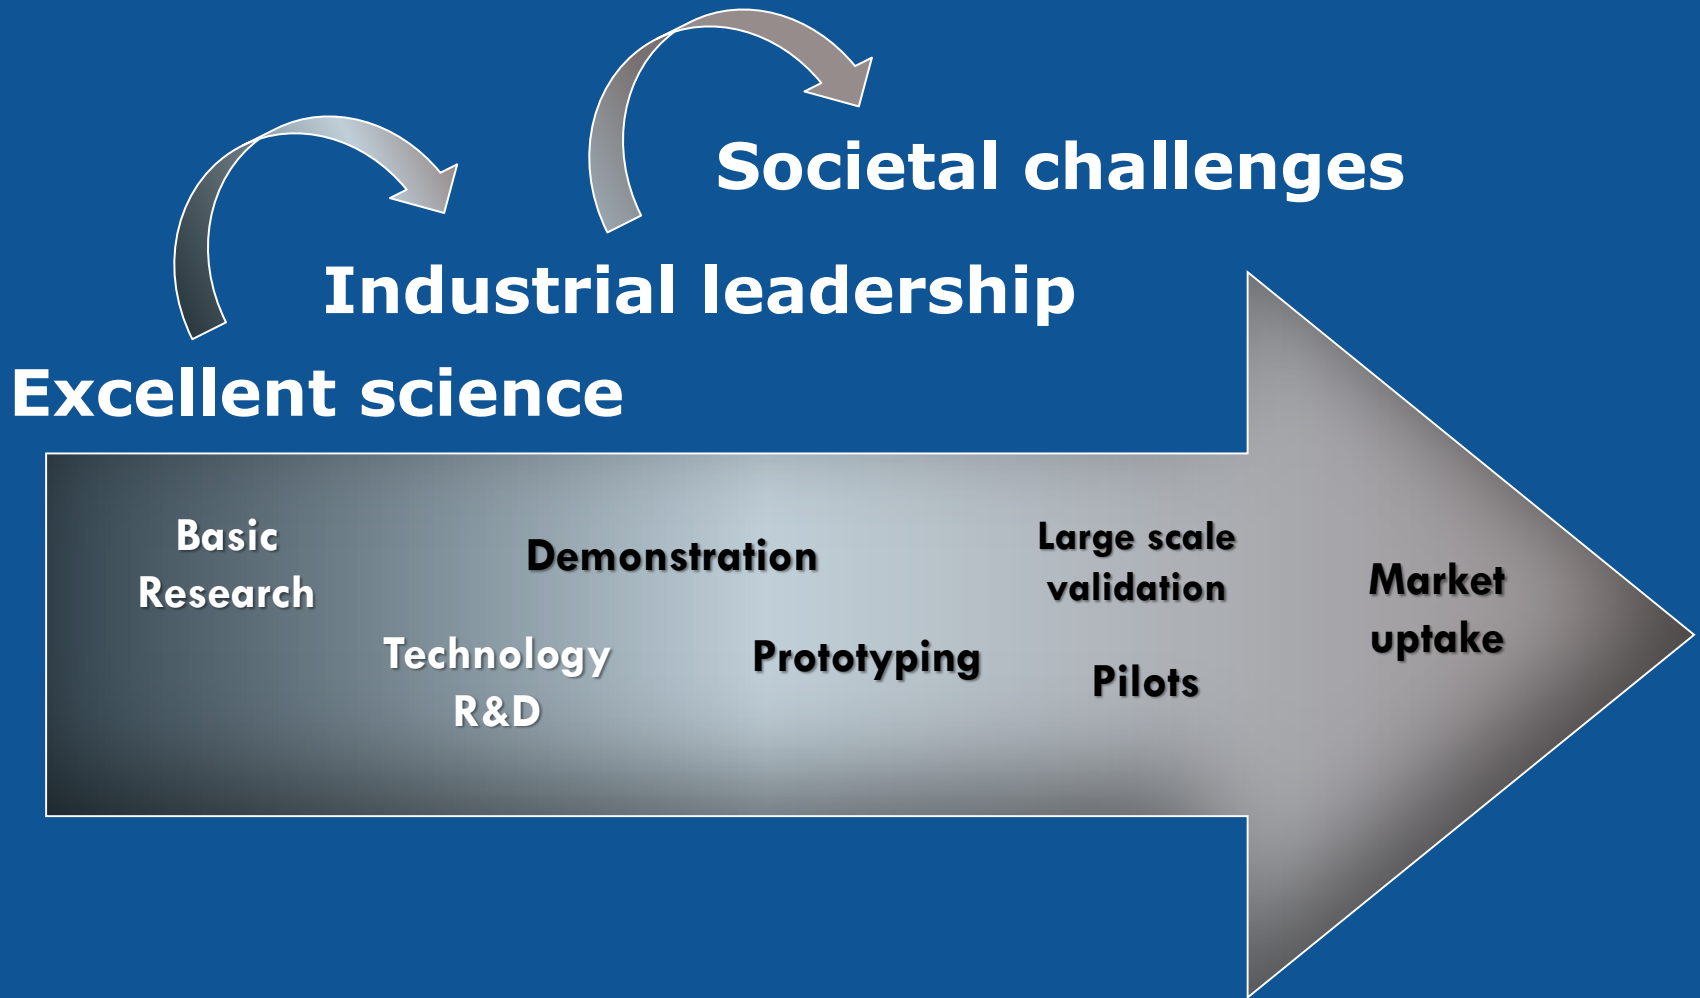 Societal challenges
Industrial leadership
Excellent science
Basic
Research
Technology
R&D
Demonstration
Prototyping
Large scale
validation
Pilots
Market
uptake